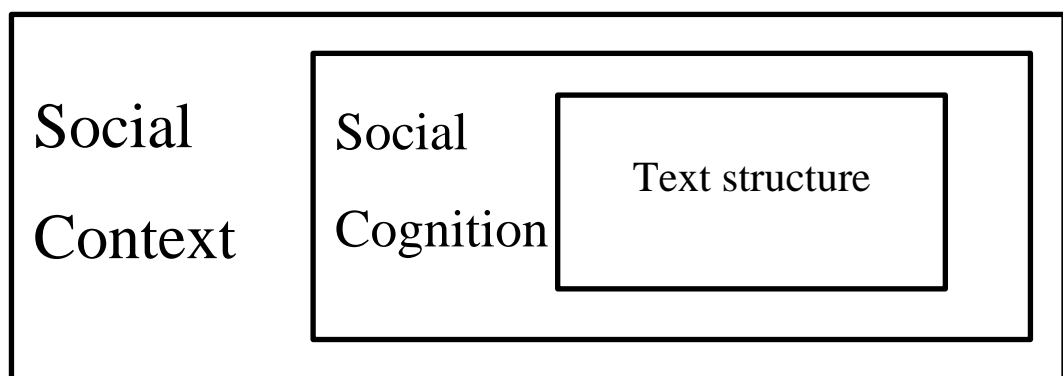 Social
Context
Social
Cognition
Text structure